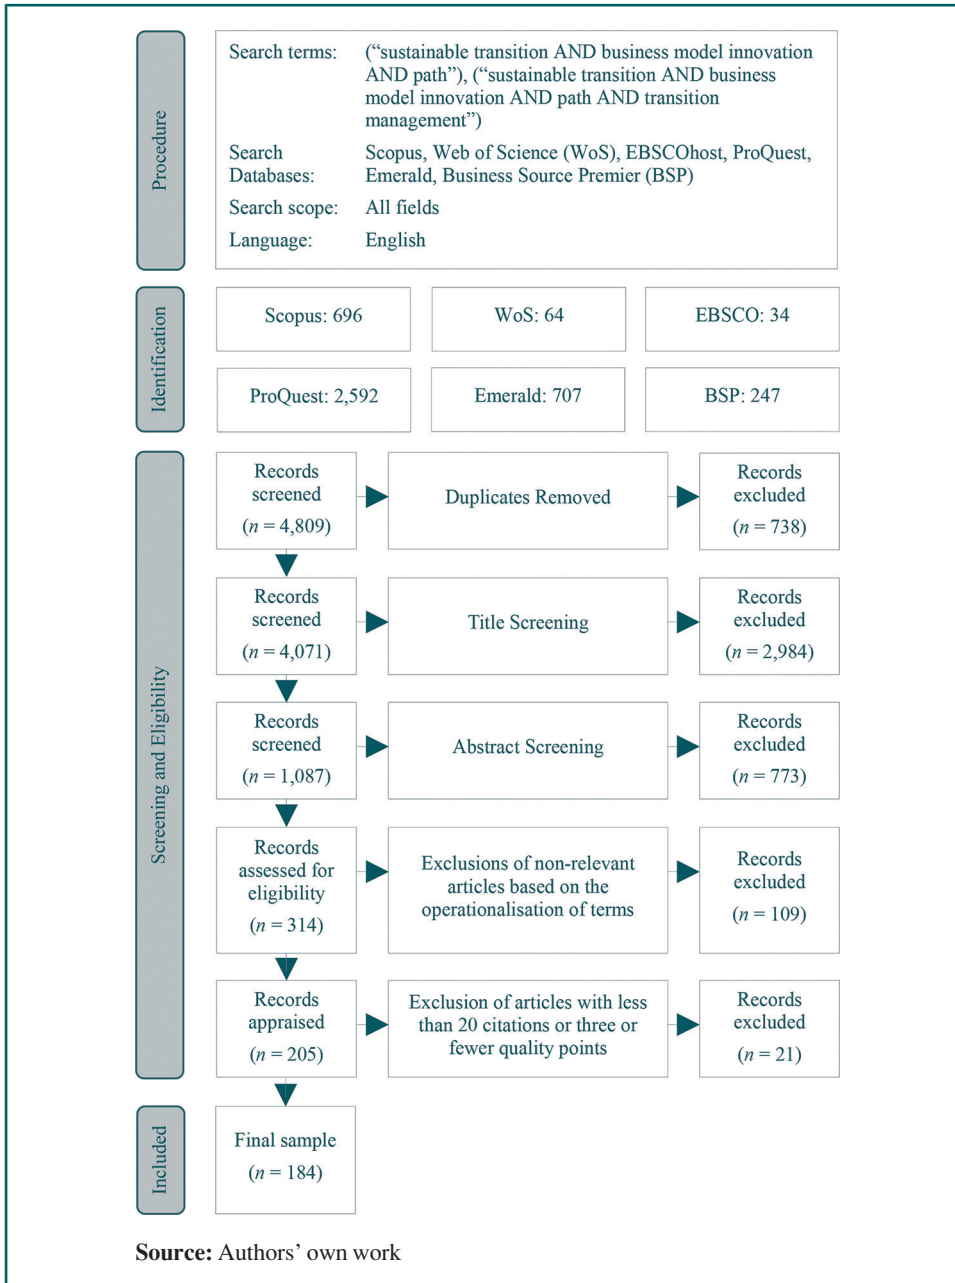 Procedure
Search terms:
("sustainable transition AND business model innovation
AND path"), ("sustainable transition AND business
model innovation AND path AND transition
management")
Search
Databases:
Scopus, Web of Science (WoS), EBSCOhost, ProQuest,
Emerald, Business Source Premier (BSP)
Search scope:
All fields
Language:
English
Identification
Scopus: 696
WoS: 64
EBSCO: 34
ProQuest: 2,592
Emerald: 707
BSP: 247
Screening and Eligibility
Records
screened
(n = 4,809)
Duplicates Removed
Records
excluded
(n = 738)
Records
screened
(n = 4,071)
Title Screening
Records
excluded
(n = 2,984)
Records
screened
(n = 1,087)
Abstract Screening
Records
excluded
(n = 773)
Records
assessed for
eligibility
(n = 314)
Exclusions of non-relevant
articles based on the
operationalisation of terms
Records
excluded
(n = 109)
Records
appraised
(n = 205)
Exclusion of articles with less
than 20 citations or three or
fewer quality points
Records
excluded
(n = 21)
Included
Final sample
(n = 184)
Source: Authors' own work